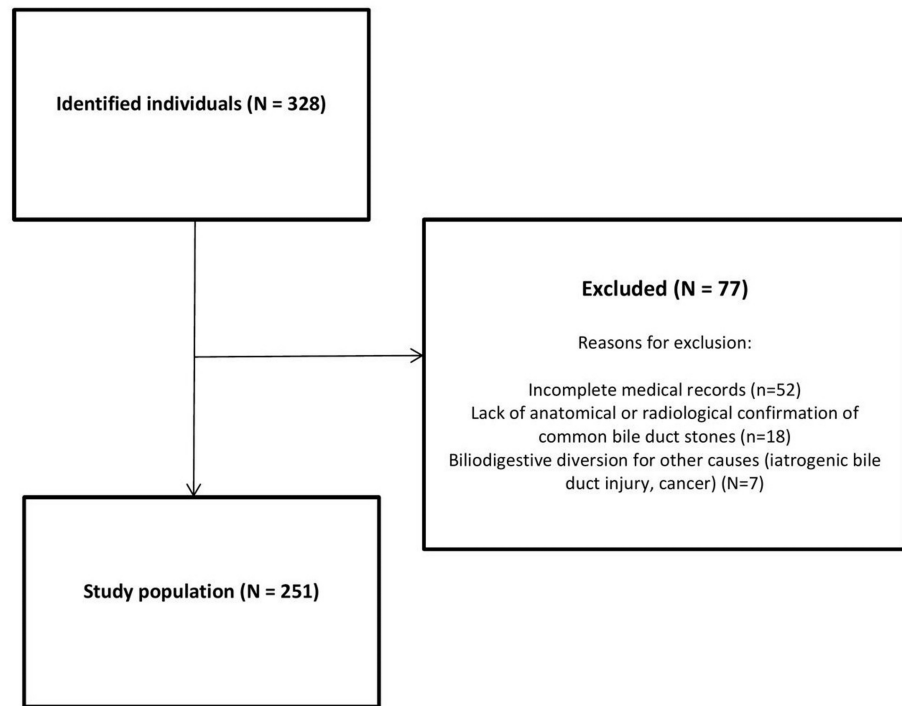 Identified individuals (N = 328)
Excluded (N = 77)
Reasons for exclusion:
Incomplete medical records (n=52)
Lack of anatomical or radiological confirmation of
common bile duct stones (n=18)
Biliodigestive diversion for other causes (iatrogenic bile
duct injury, cancer) (N=7)
Study population (N = 251)